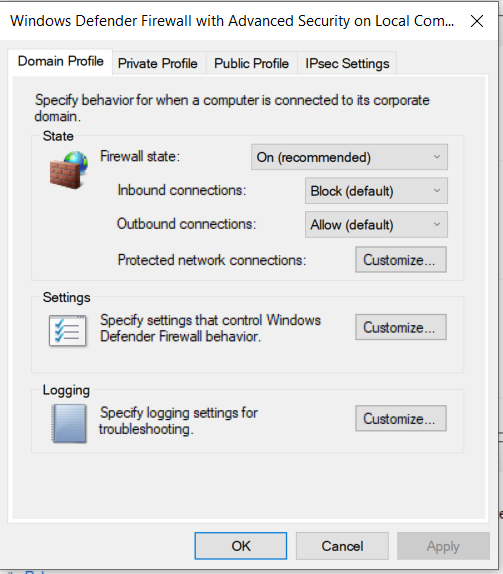 Windows Defender Firewall with Advanced Security on Local Com...
Domain Profile Private Profile Public Profile IPsec Settings
Specify behavior for when a computer is connected to its corporate
domain.
State
Firewall state: On (recommended)
Inbound connections: Block (default)
Outbound connections: Allow (default)
Protected network connections: Customize...
Settings
Specify settings that control Windows
Defender Firewall behavior.
Customize...
Logging
Specify logging settings for
troubleshooting.
Customize...
OK Cancel Apply